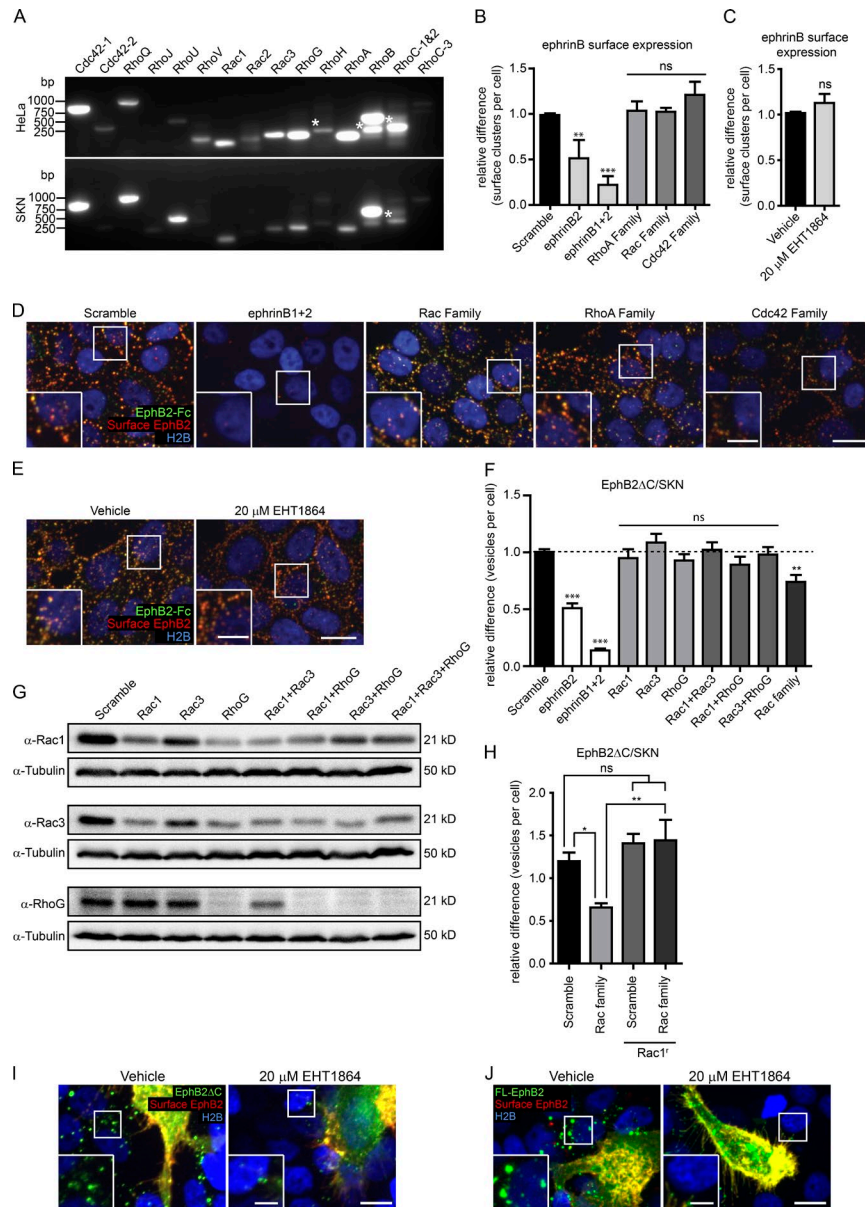 A
Cdc42-1
Cdc42-2
RhoQ
RhoJ
RhoU
RhoV
Rac1
Rac2
Rac3
RhoG
RhoH
RhoA
RhoB
RhoC-1&2
RhoC-3
bp
1000
750
500
250
HeLa
*
*
*
bp
1000
750
500
250
SKN
*
B
ephrinB surface expression
relative difference
(surface clusters per cell)
1.5
1.0
0.5
0.0
**
***
ns
Scramble
ephrinB2
ephrinB1+2
RhoA Family
Rac Family
Cdc42 Family
C
ephrinB surface
expression
relative difference
(surface clusters per cell)
1.5
1.0
0.5
0.0
ns
Vehicle
20 µM EHT1864
D
Scramble
ephrinB1+2
Rac Family
RhoA Family
Cdc42 Family
EphB2-Fc
Surface EphB2
H2B
E
Vehicle
20 µM EHT1864
EphB2-Fc
Surface EphB2
H2B
F
EphB2ΔC/SKN
relative difference (vesicles per cell)
1.5
1.0
0.5
0.0
***
***
ns
**
Scramble
ephrinB2
ephrinB1+2
Rac1
Rac3
RhoG
Rac1+Rac3
Rac1+RhoG
Rac3+RhoG
Rac family
G
Scramble
Rac1
Rac3
RhoG
Rac1+Rac3
Rac1+RhoG
Rac3+RhoG
Rac1+Rac3+RhoG
α-Rac1
21 kD
α-Tubulin
50 kD
α-Rac3
21 kD
α-Tubulin
50 kD
α-RhoG
21 kD
α-Tubulin
50 kD
H
EphB2ΔC/SKN
relative difference (vesicles per cell)
2.0
1.5
1.0
0.5
0.0
ns
*
**
Scramble
Rac family
Scramble
Rac family
Rac1ʳ
I
Vehicle
20 µM EHT1864
EphB2ΔC
Surface EphB2
H2B
J
Vehicle
20 µM EHT1864
FL-EphB2
Surface EphB2
H2B